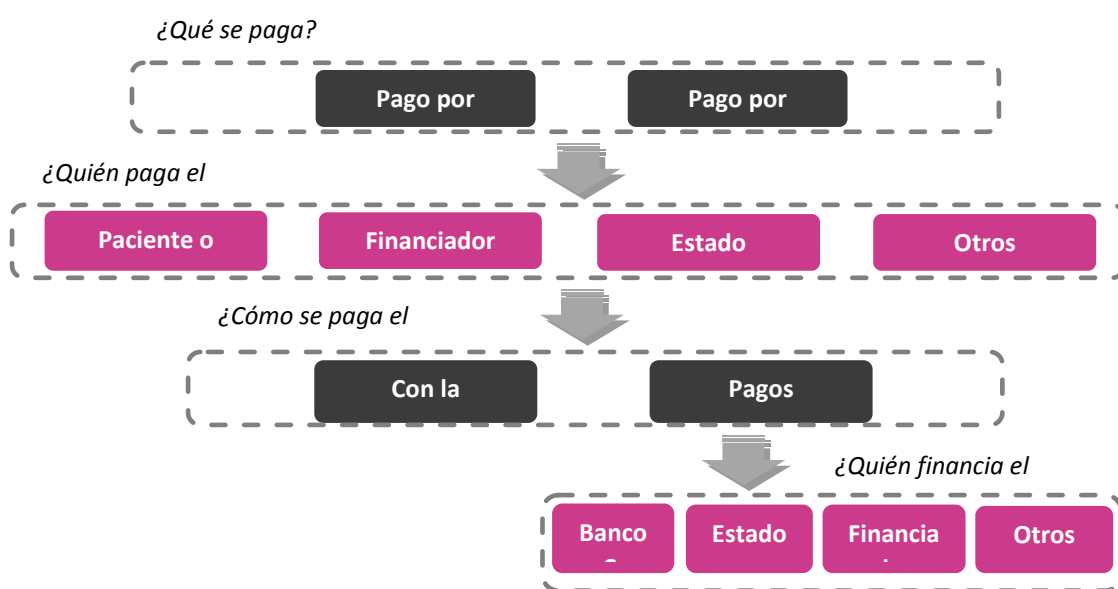 ¿Qué se paga?
Pago por Pago por
¿Quién paga el
Paciente o Financiador Estado Otros
¿Cómo se paga el
Con la Pagos
¿Quién financia el
Banco Estado Financia Otros